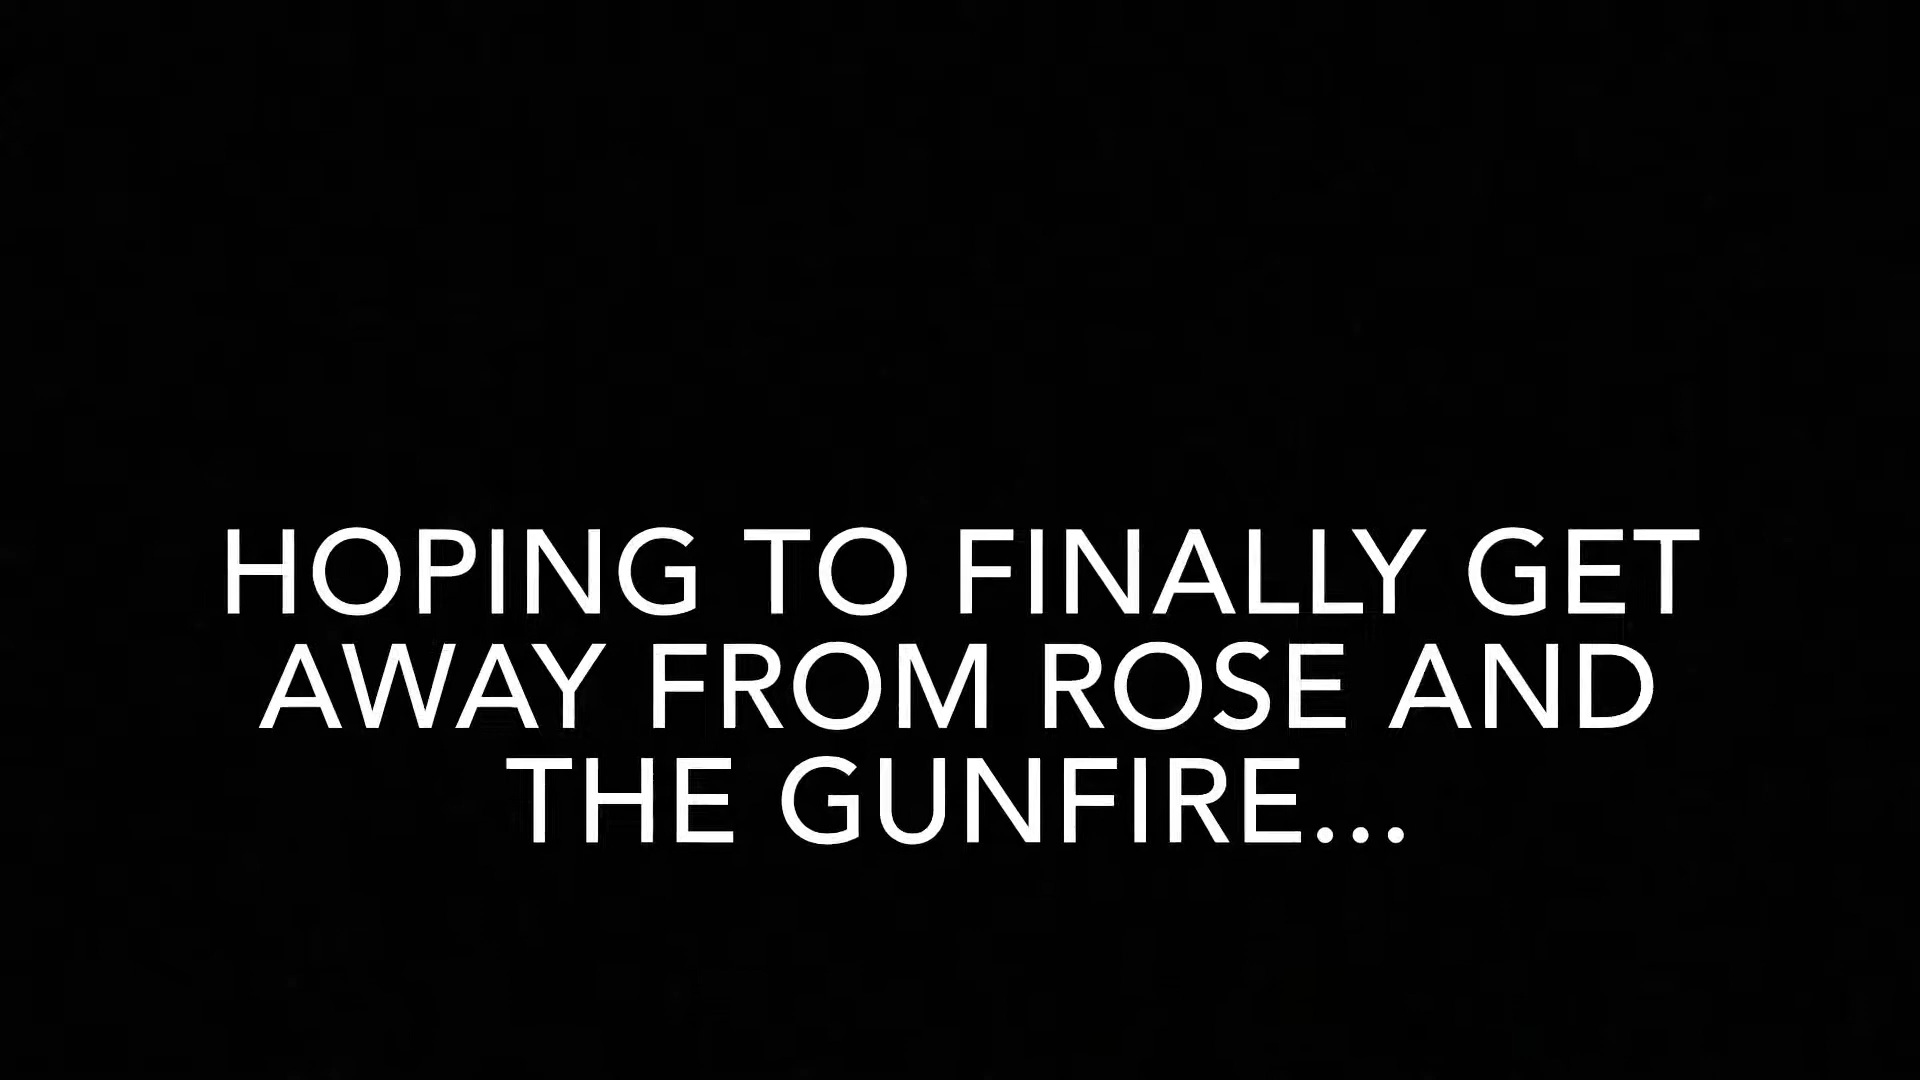 HOPING TO FINALLY GET
AWAY FROM ROSE AND
THE GUNFIRE...